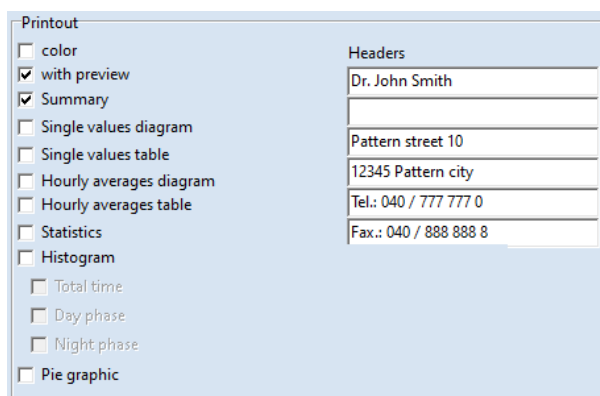 Printout
color
with preview
Summary
Single values diagram
Single values table
Hourly averages diagram
Hourly averages table
Statistics
Histogram
Total time
Day phase
Night phase
Pie graphic
Headers
Dr. John Smith
Pattern street 10
12345 Pattern city
Tel.: 040 / 777 777 0
Fax.: 040 / 888 888 8